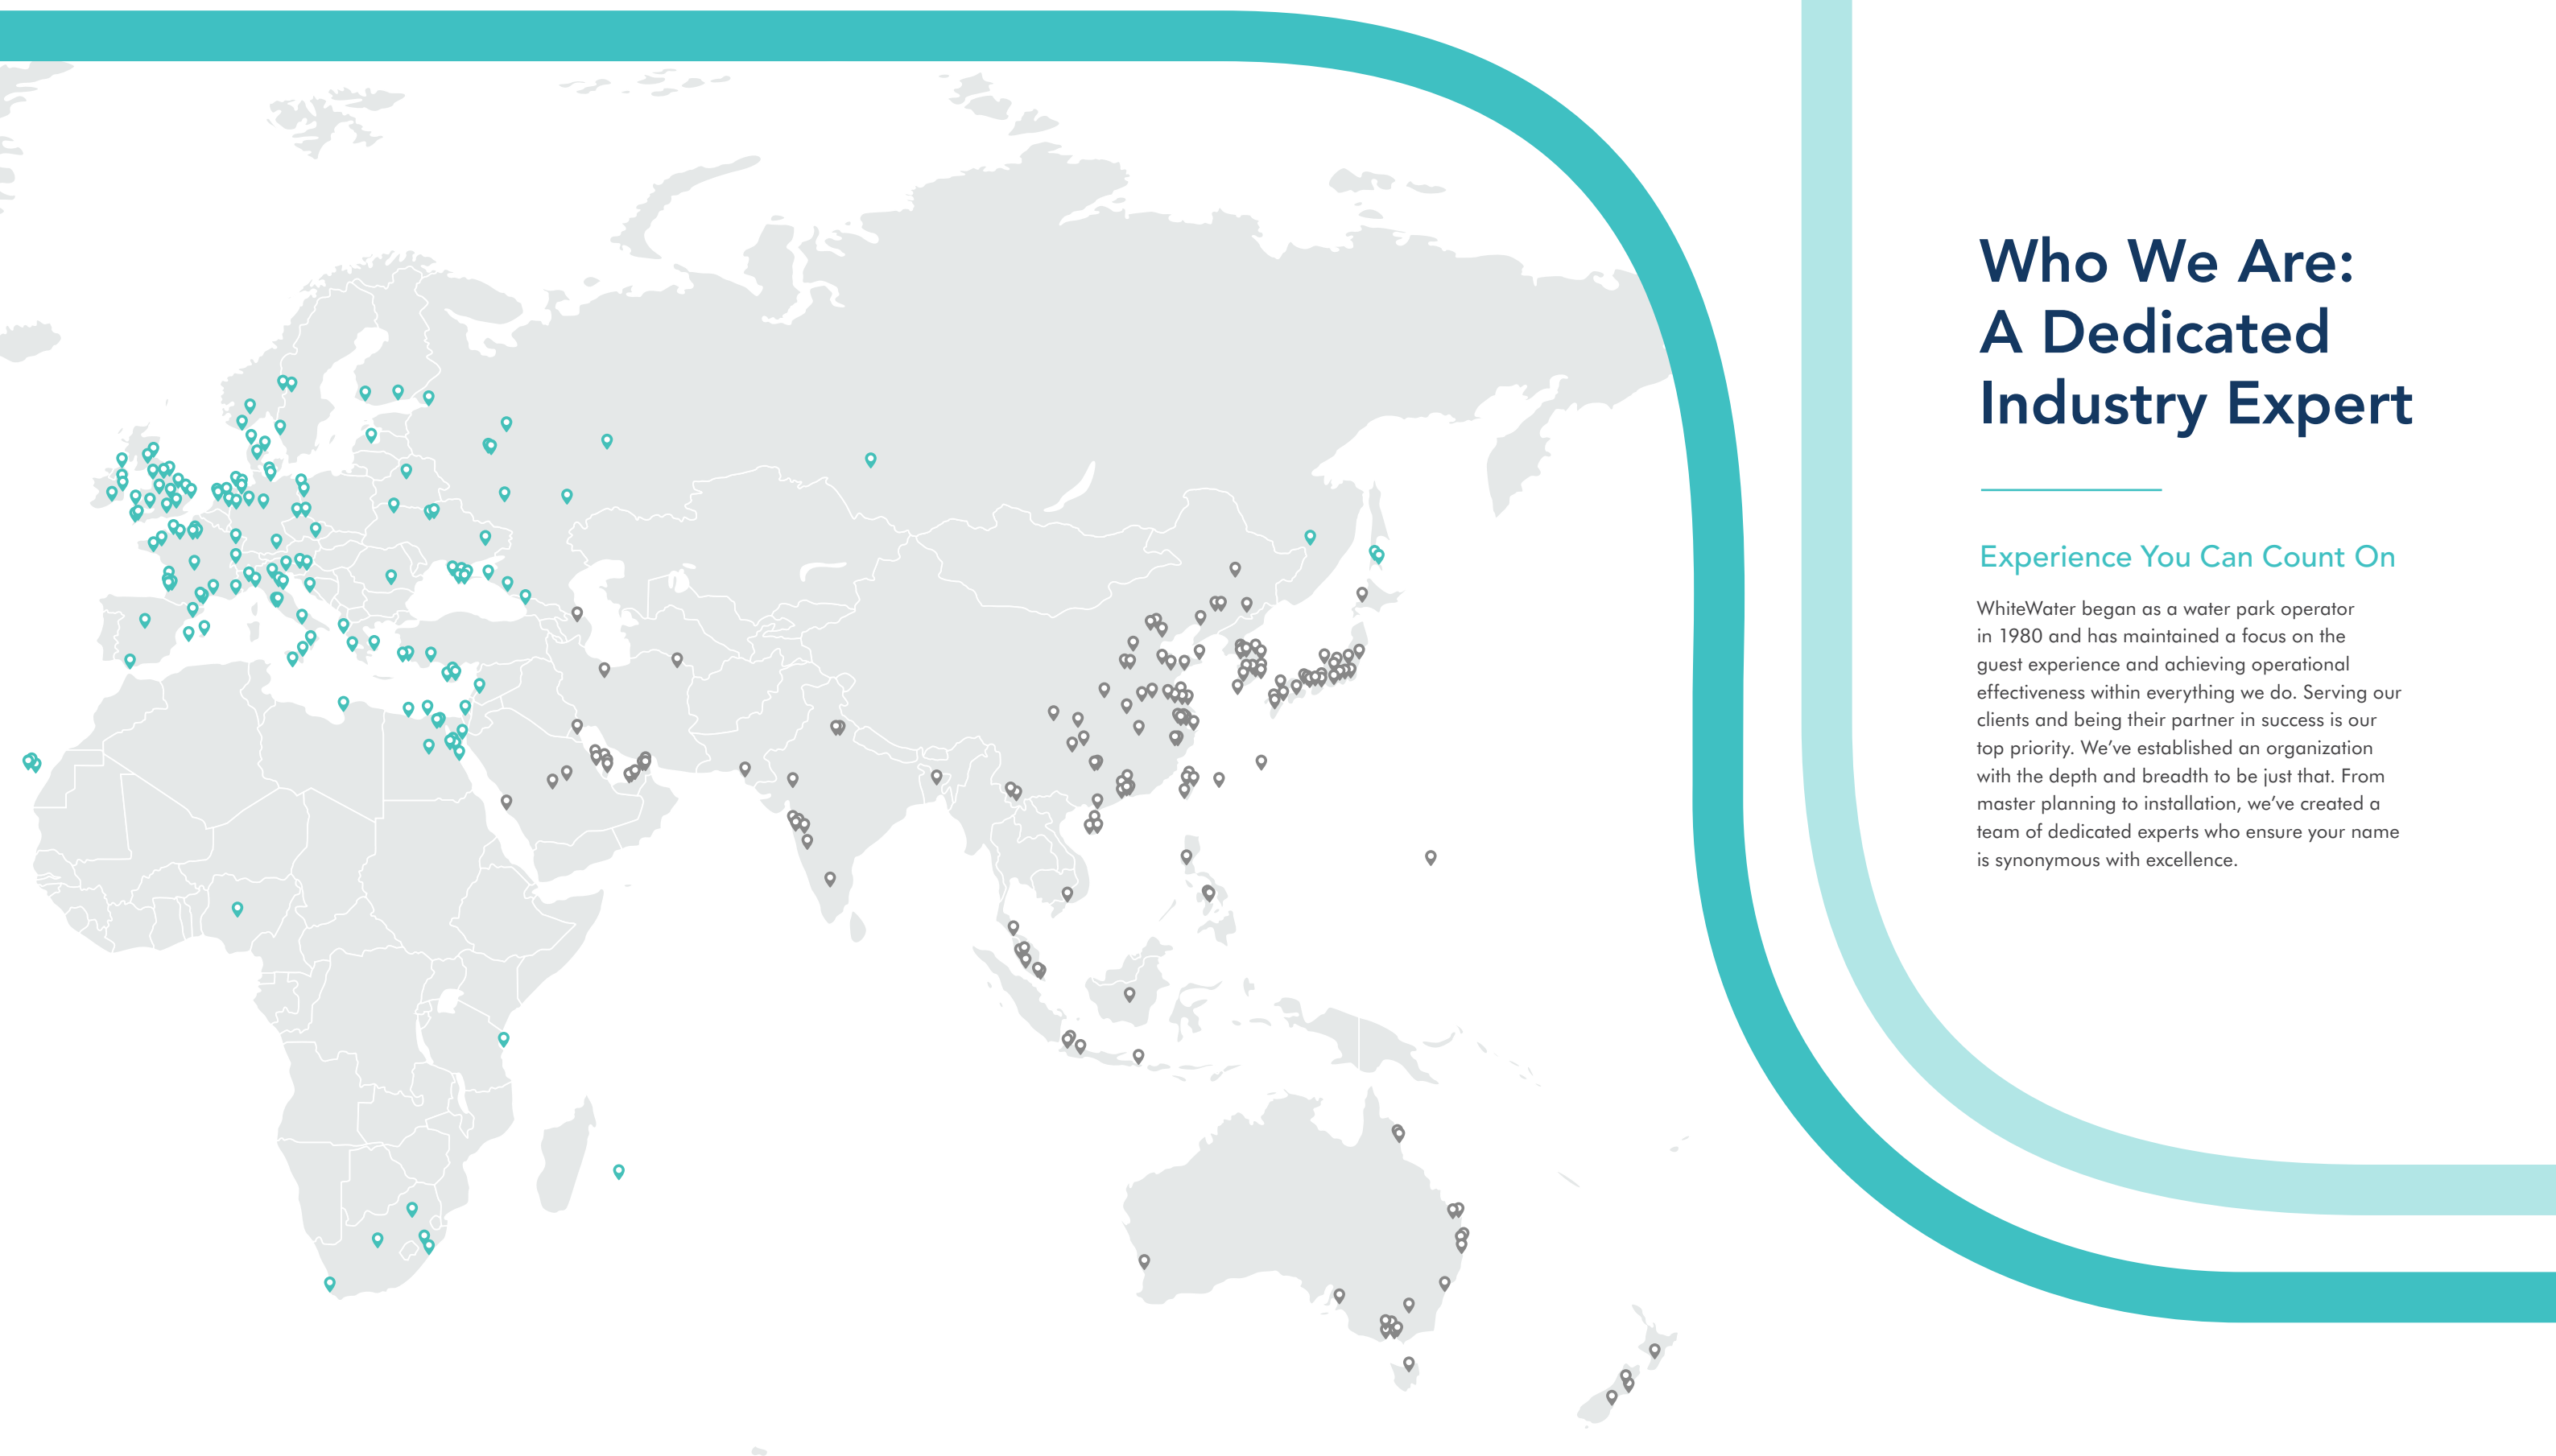 Who We Are:
A Dedicated
Industry Expert
Experience You Can Count On
WhiteWater began as a water park operator
in 1980 and has maintained a focus on the
guest experience and achieving operational
effectiveness within everything we do. Serving our
clients and being their partner in success is our
top priority. We’ve established an organization
with the depth and breadth to be just that. From
master planning to installation, we’ve created a
team of dedicated experts who ensure your name
is synonymous with excellence.